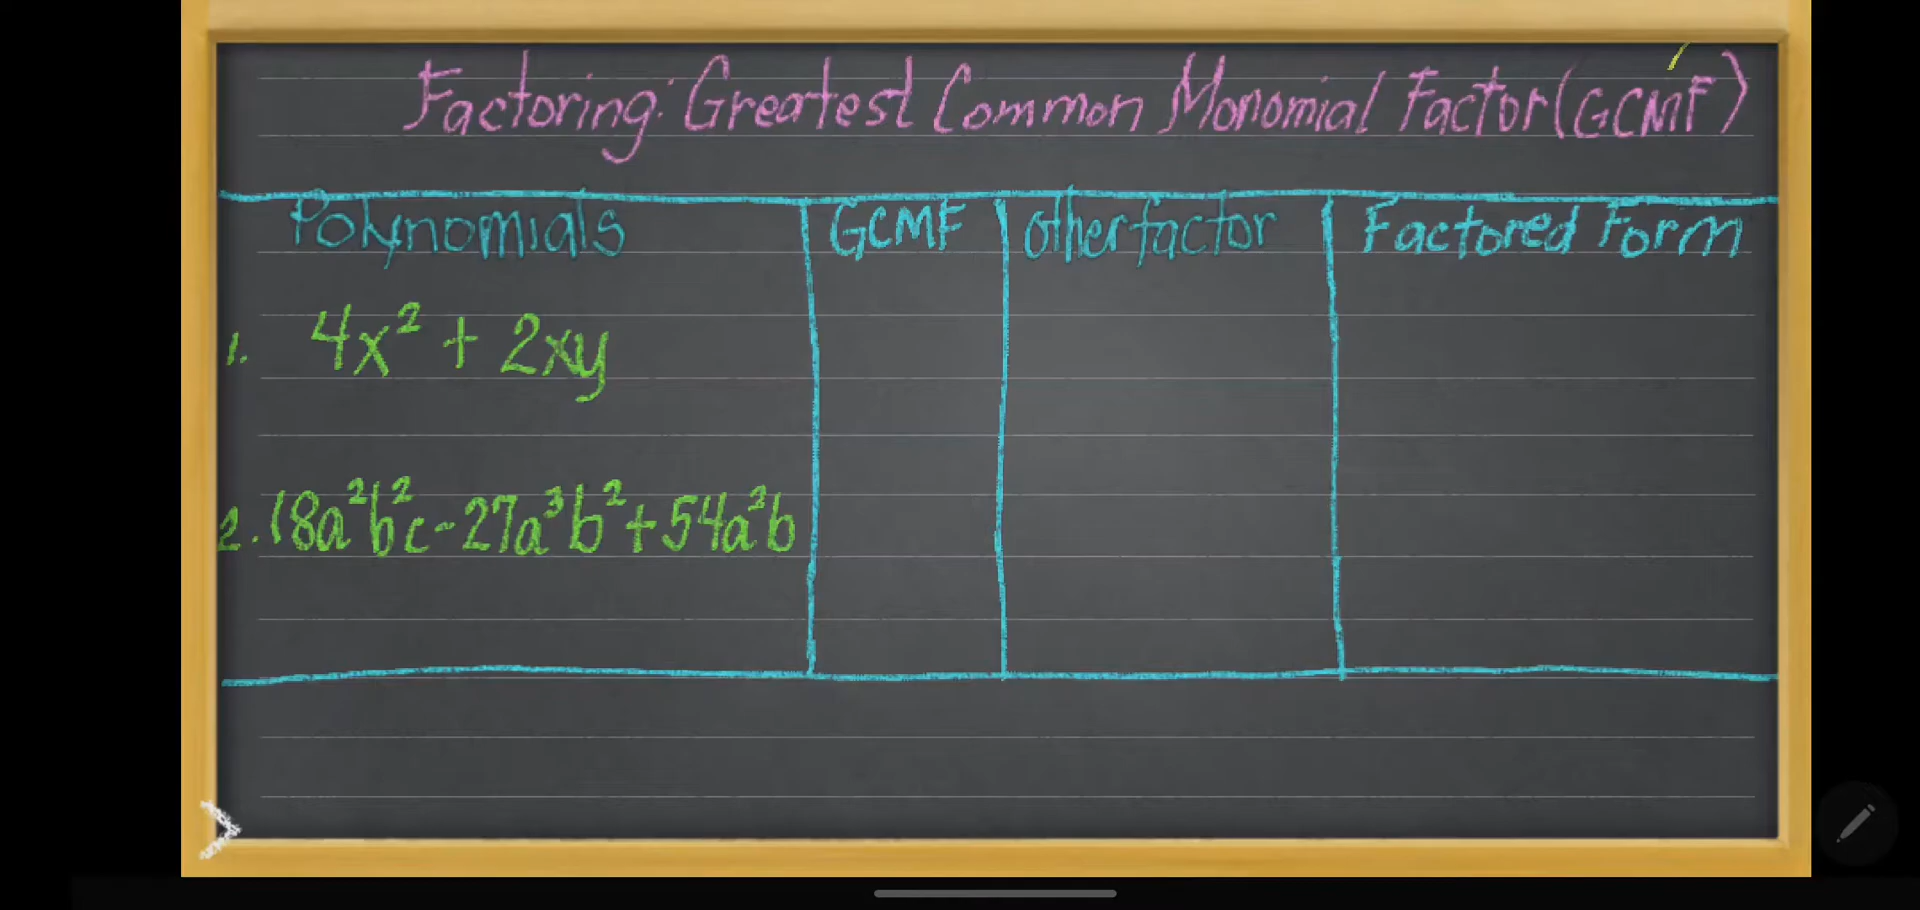 Factoring: Greatest Common Monomial Factor (GCMF)
Polynomials GCMF Other factor Factored Form
1. 4x² + 2xy
2. 18a²b²c - 27a³b² + 54a²b